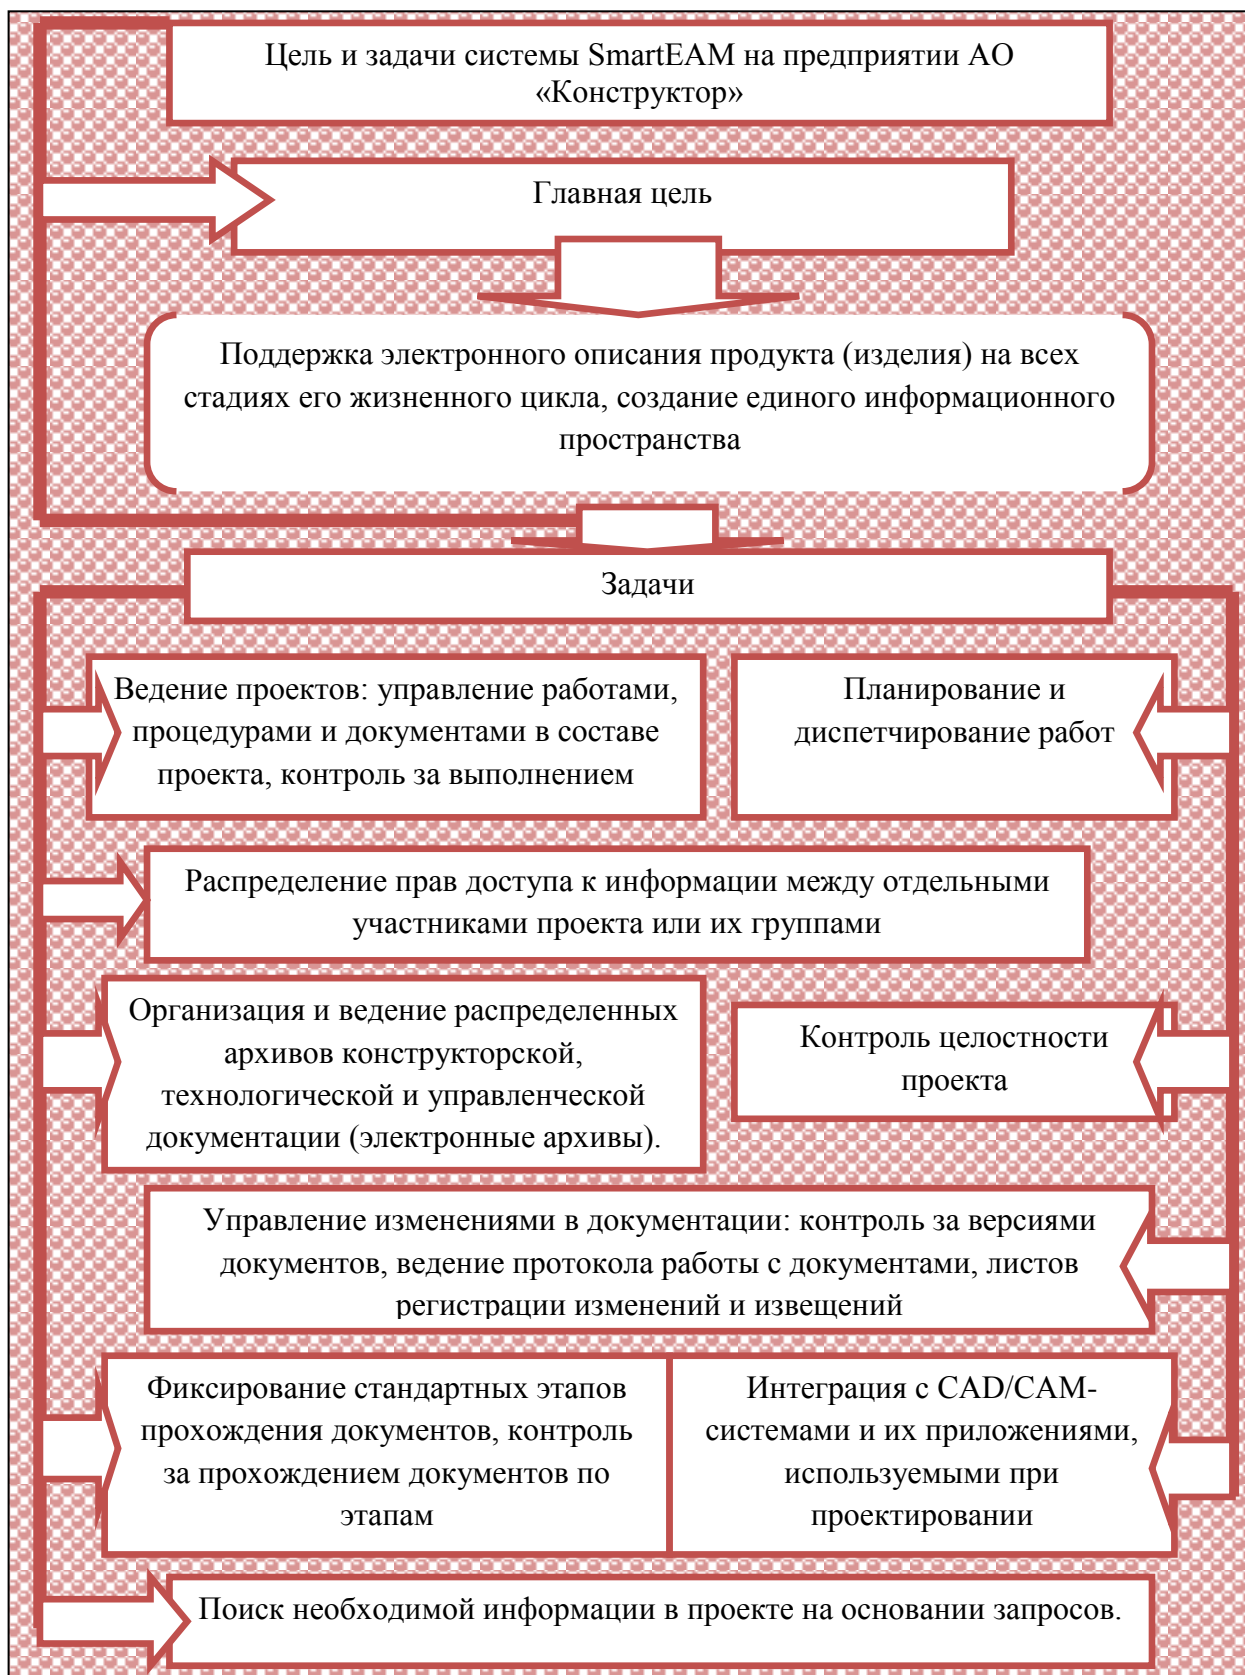 Цель и задачи системы SmartEAM на предприятии АО
«Конструктор»
Главная цель
Поддержка электронного описания продукта (изделия) на всех
стадиях его жизненного цикла, создание единого информационного
пространства
Задачи
Ведение проектов: управление работами,
процедурами и документами в составе
проекта, контроль за выполнением
Планирование и
диспетчирование работ
Распределение прав доступа к информации между отдельными
участниками проекта или их группами
Организация и ведение распределенных
архивов конструкторской,
технологической и управленческой
документации (электронные архивы).
Контроль целостности
проекта
Управление изменениями в документации: контроль за версиями
документов, ведение протокола работы с документами, листов
регистрации изменений и извещений
Фиксирование стандартных этапов
прохождения документов, контроль
за прохождением документов по
этапам
Интеграция с CAD/CAM-
системами и их приложениями,
используемыми при
проектировании
Поиск необходимой информации в проекте на основании запросов.